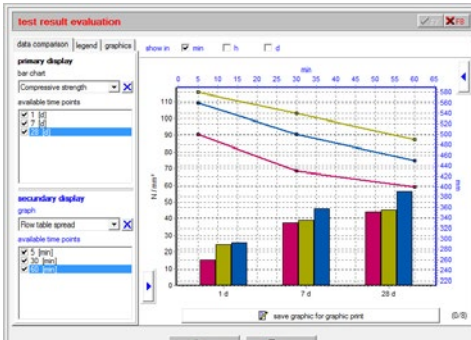 test result evaluation
data comparison legend graphics
show in min h d
primary display
bar chart
Compressive strength
available time points
1 [d]
7 [d]
28 [d]
secundary display
graph
Flow table spread
available time points
5 [min]
30 [min]
60 [min]
min
0 5 10 15 20 25 30 35 40 45 50 55 60 65
110
100
90
80
70
60
50
40
30
20
10
0
N / mm²
580
560
540
520
500
480
460
440
420
400
380
360
340
320
300
280
260
240
220
mm
1 d 7 d 28 d
save graphic for graphic print